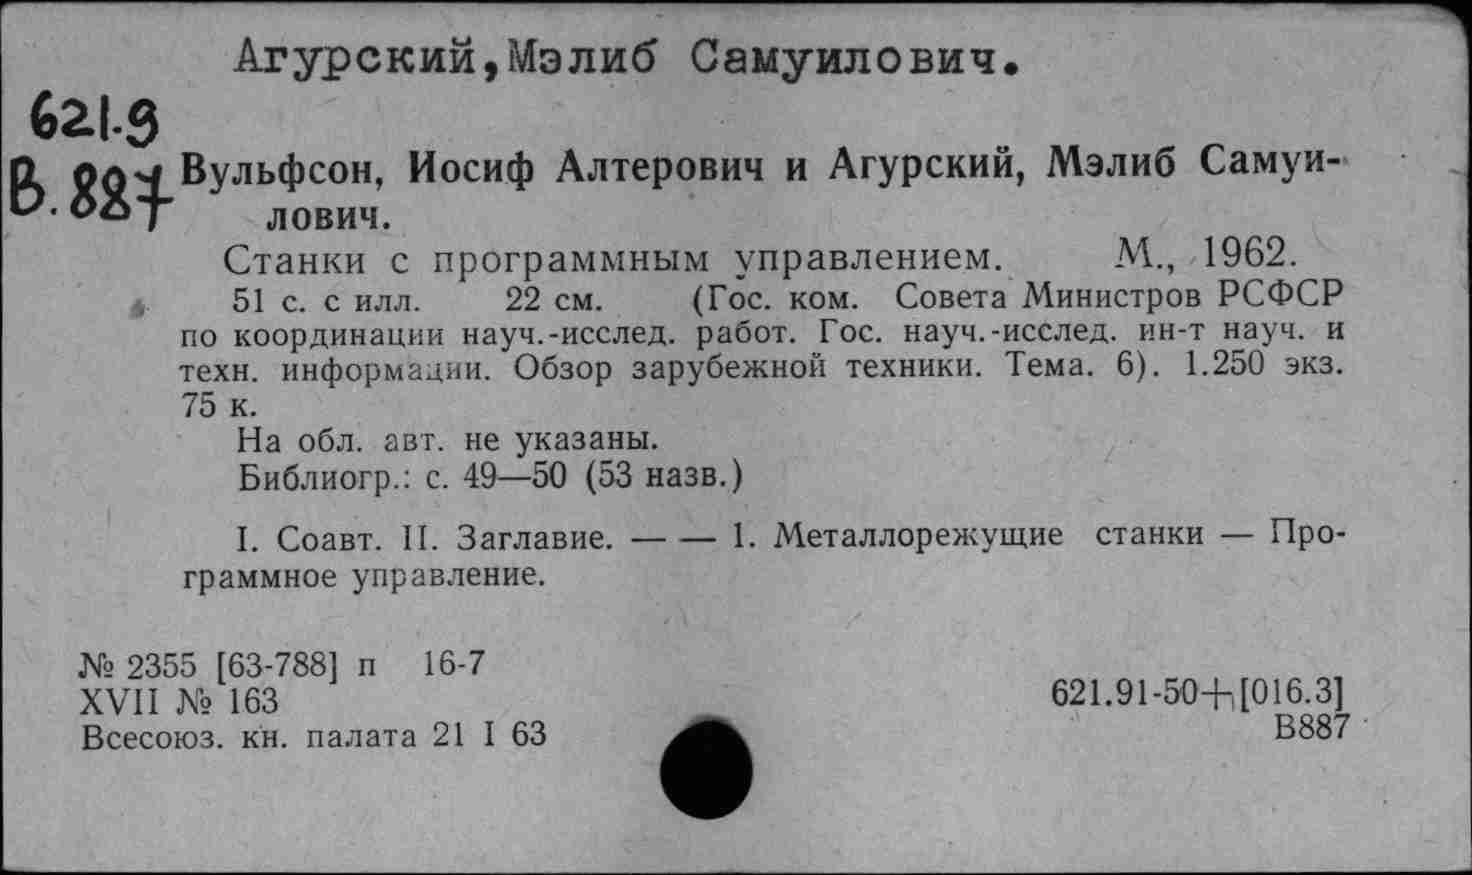 Агурский,Мэлиб Самуилович.
621.9
В.887
Вульфсон, Иосиф Алтерович и Агурский, Мэлиб Самуи-
лович.
Станки с программным управлением. М., 1962.
51 с. с илл. 22 см. (Гос. ком. Совета Министров РСФСР
по координации науч.-исслед. работ. Гос. науч.-исслед. ин-т науч. и
техн. информации. Обзор зарубежной техники. Тема. 6). 1.250 экз.
75 к.
На обл. авт. не указаны.
Библиогр.: с. 49—50 (53 назв.)
I. Соавт. II. Заглавие. — — 1. Металлорежущие станки — Про-
граммное управление.
№ 2355 [63-788] п 16-7
XVII № 163
Всесоюз. кн. палата 21 I 63
621.91-50+[016.3]
В887